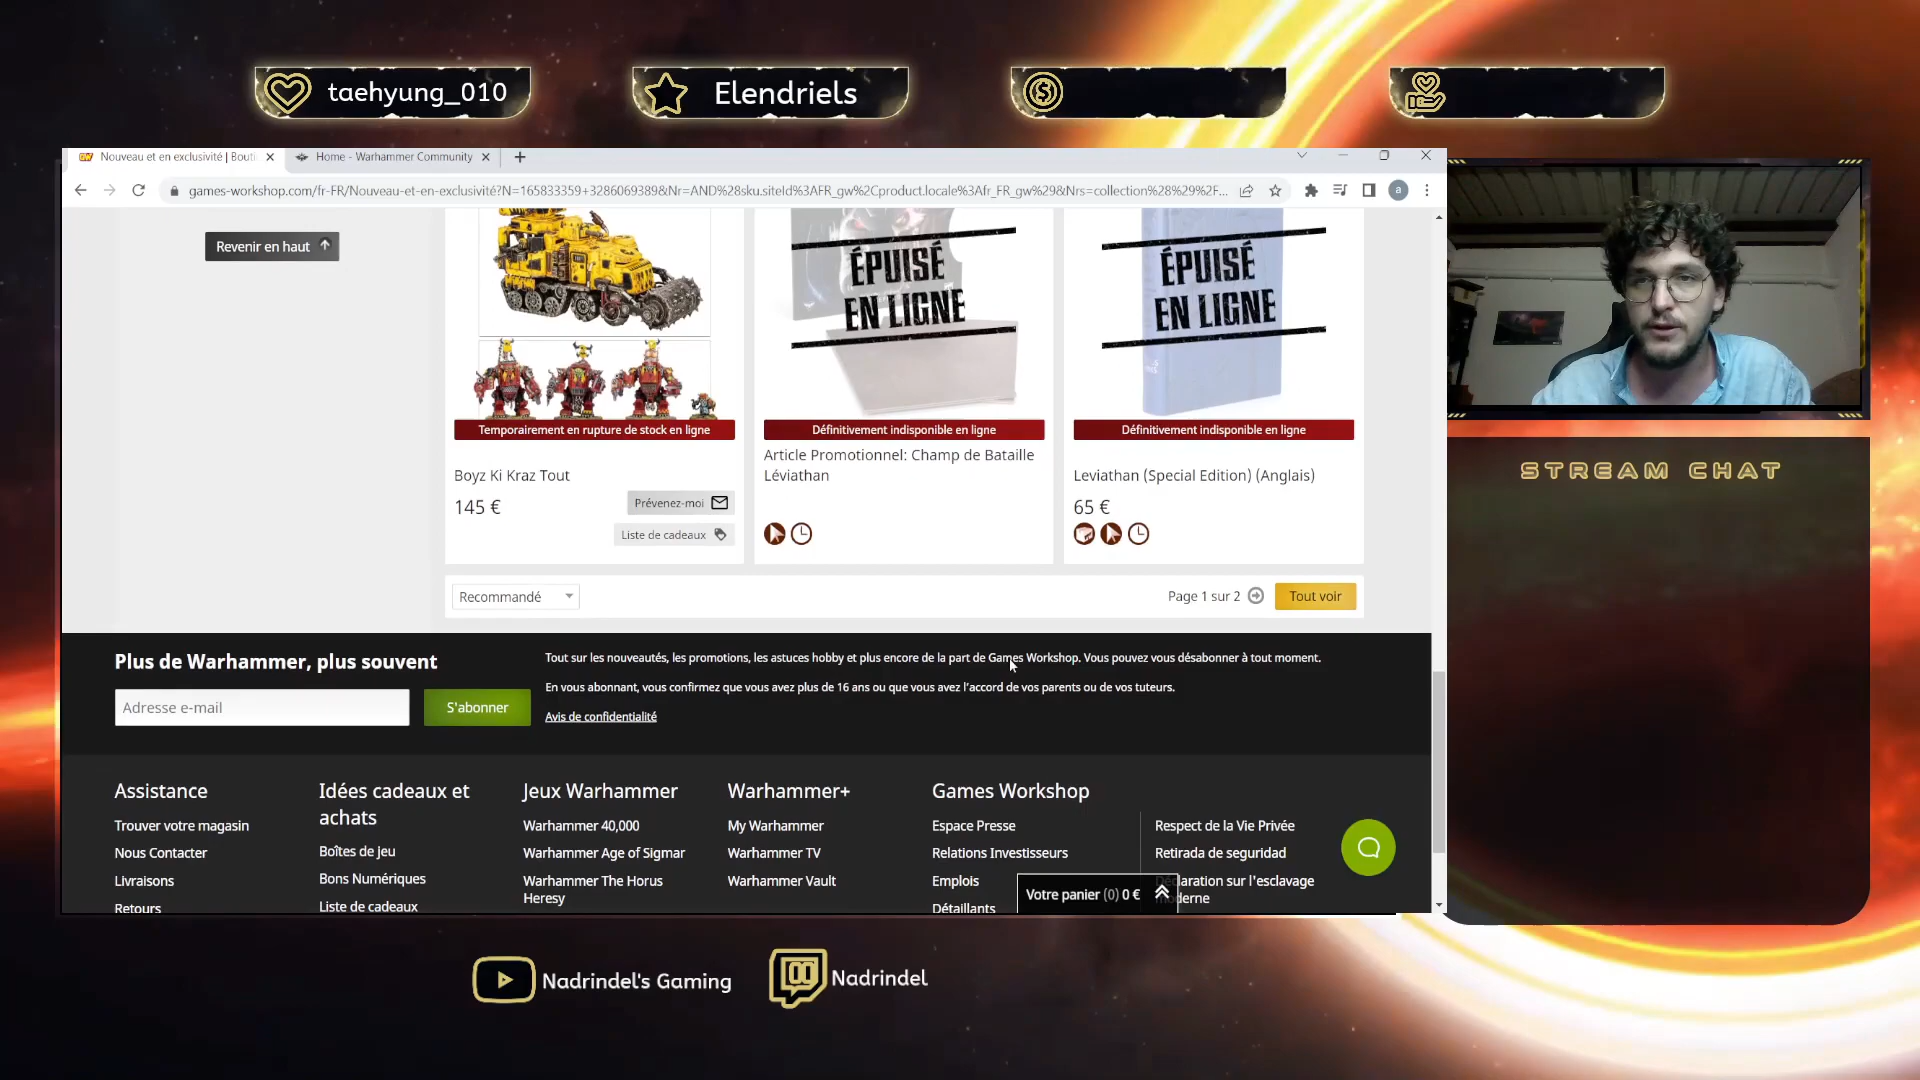 taehyung_010
Elendriels
Nouveau et en exclusivité | Bouti
Home - Warhammer Community
games-workshop.com/fr-FR/Nouveau-et-en-exclusivité?N=165833359+3286069389&Nr=AND%28sku.siteId%3AFR_gw%2Cproduct.locale%3Afr_FR_gw%29&Nrs=collection%28%29%2F...
a
Revenir en haut
ÉPUISÉ
EN LIGNE
ÉPUISÉ
EN LIGNE
Temporairement en rupture de stock en ligne
Définitivement indisponible en ligne
Définitivement indisponible en ligne
Boyz Ki Kraz Tout
145 €
Prévenez-moi
Liste de cadeaux
Article Promotionnel: Champ de Bataille
Léviathan
Leviathan (Special Edition) (Anglais)
65 €
Recommandé
Page 1 sur 2
Tout voir
Plus de Warhammer, plus souvent
Adresse e-mail
S'abonner
Tout sur les nouveautés, les promotions, les astuces hobby et plus encore de la part de Games Workshop. Vous pouvez vous désabonner à tout moment.
En vous abonnant, vous confirmez que vous avez plus de 16 ans ou que vous avez l'accord de vos parents ou de vos tuteurs.
Avis de confidentialité
Assistance
Trouver votre magasin
Nous Contacter
Livraisons
Retours
Idées cadeaux et
achats
Boîtes de jeu
Bons Numériques
Liste de cadeaux
Jeux Warhammer
Warhammer 40,000
Warhammer Age of Sigmar
Warhammer The Horus
Heresy
Warhammer+
My Warhammer
Warhammer TV
Warhammer Vault
Games Workshop
Espace Presse
Relations Investisseurs
Emplois
Détaillants
Respect de la Vie Privée
Retirada de seguridad
Déclaration sur l'esclavage
moderne
Votre panier (0) 0 €
STREAM CHAT
Nadrindel's Gaming
Nadrindel